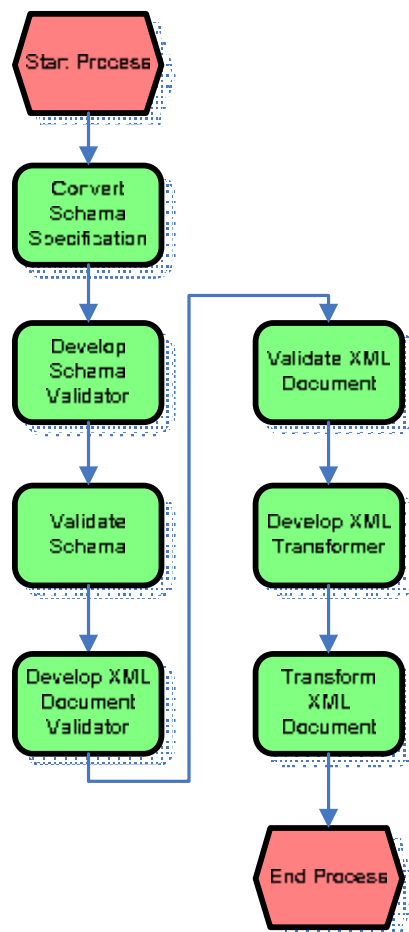 Start Process
Convert
Schema
Specification
Develop
Schema
Validator
Validate
Schema
Develop XML
Document
Validator
Validate XML
Document
Develop XML
Transformer
Transform
XML
Document
End Process